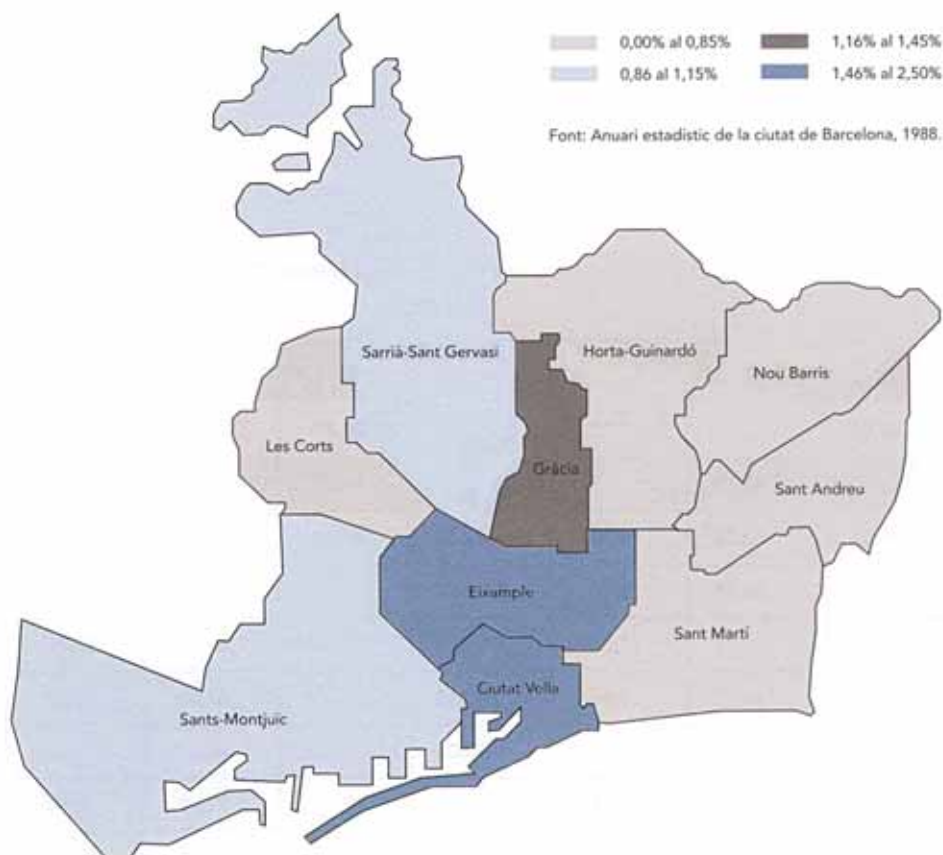 0,00% al 0,85%
1,16% al 1,45%
0,86 al 1,15%
1,46% al 2,50%
Font: Anuari estadístic de la ciutat de Barcelona, 1988.
Sarrià-Sant Gervasi
Horta-Guinardó
Nou Barris
Les Corts
Gràcia
Sant Andreu
Eixample
Sant Martí
Ciutat Vella
Sants-Montjuïc